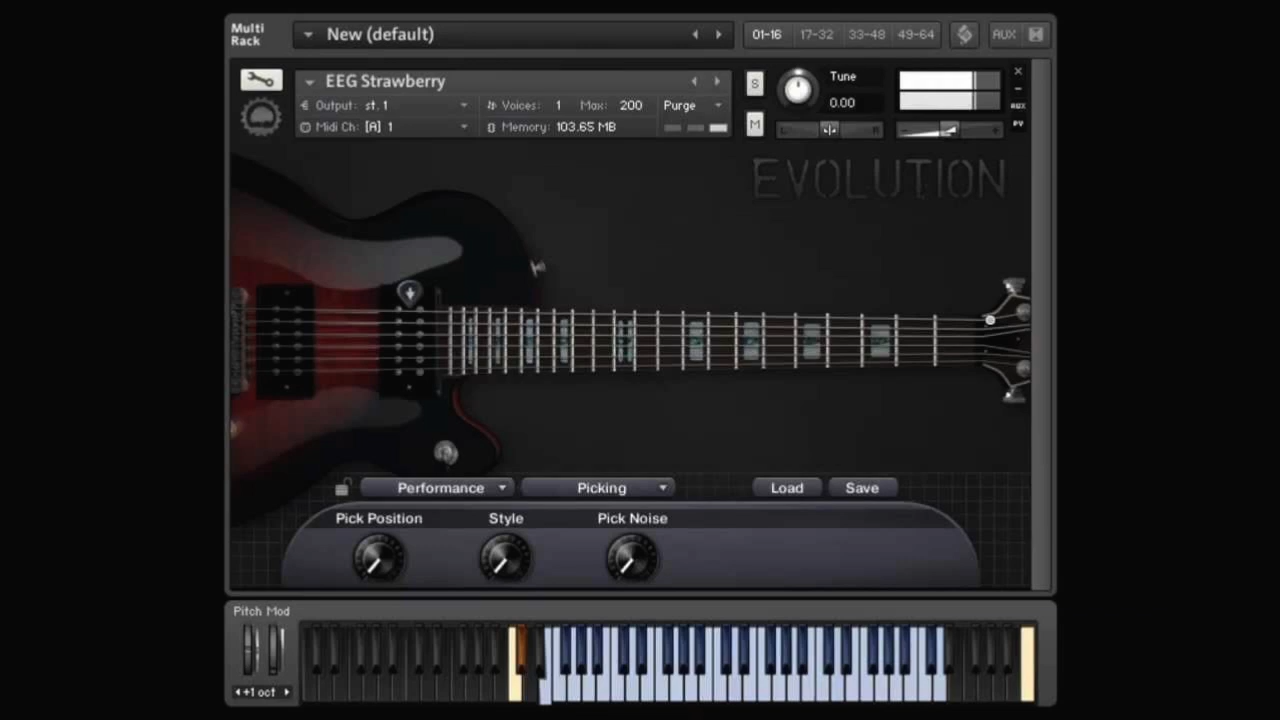 Multi Rack
New (default)
01-16 17-32 33-48 49-64 AUX
EEG Strawberry
S
Tune
0.00
Output: st.1
Voices: 1 Max: 200 Purge
Midi Ch: [A] 1
Memory: 103.65 MB
M
L R
- +
AUX
PV
EVOLUTION
Performance Picking Load Save
Pick Position Style Pick Noise
Pitch Mod
+1 oct